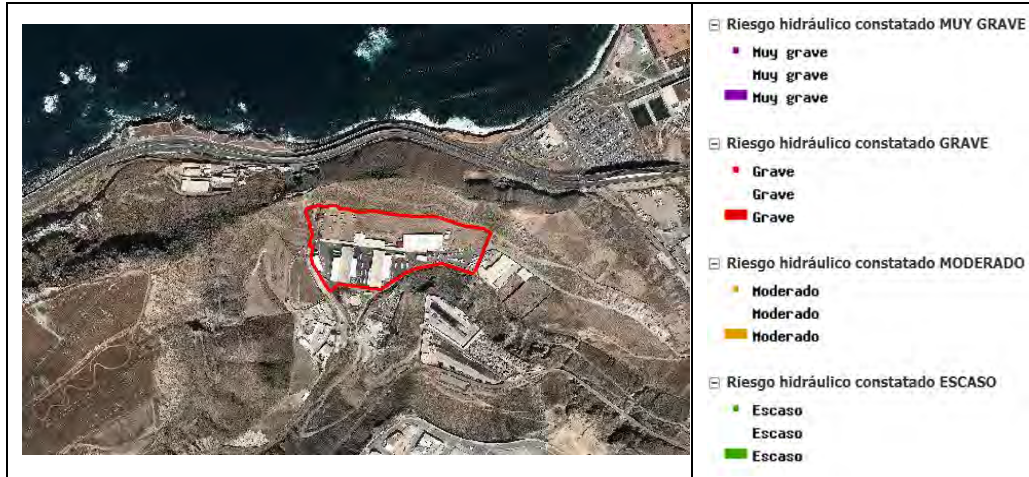 Riesgo hidráulico constatado MUY GRAVE
Muy grave
Muy grave
Muy grave
Riesgo hidráulico constatado GRAVE
Grave
Grave
Grave
Riesgo hidráulico constatado MODERADO
Moderado
Moderado
Moderado
Riesgo hidráulico constatado ESCASO
Escaso
Escaso
Escaso